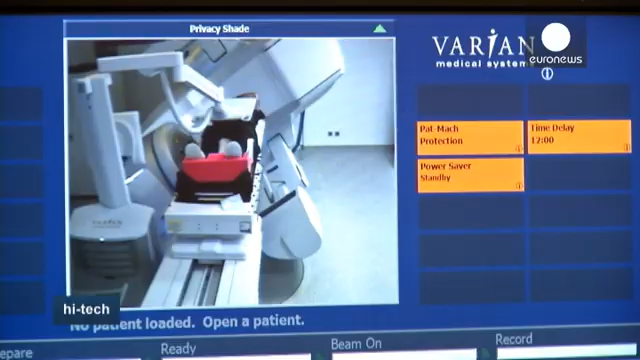 Privacy Shade
VARIAN
medical system
euronews
Pat Mach
Protection
Time Delay
12:00
Power Saver
Standby
hi-tech
No patient loaded. Open a patient.
epare
Ready
Beam On
Record